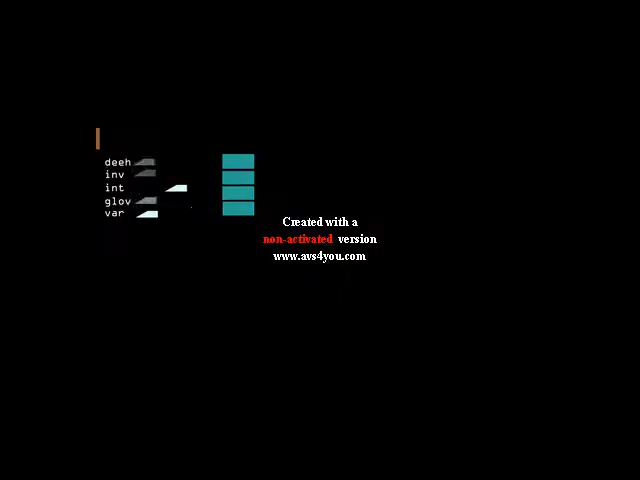 deeh
inv
int
glov
var
Created with a
non-activated version
www.avs4you.com